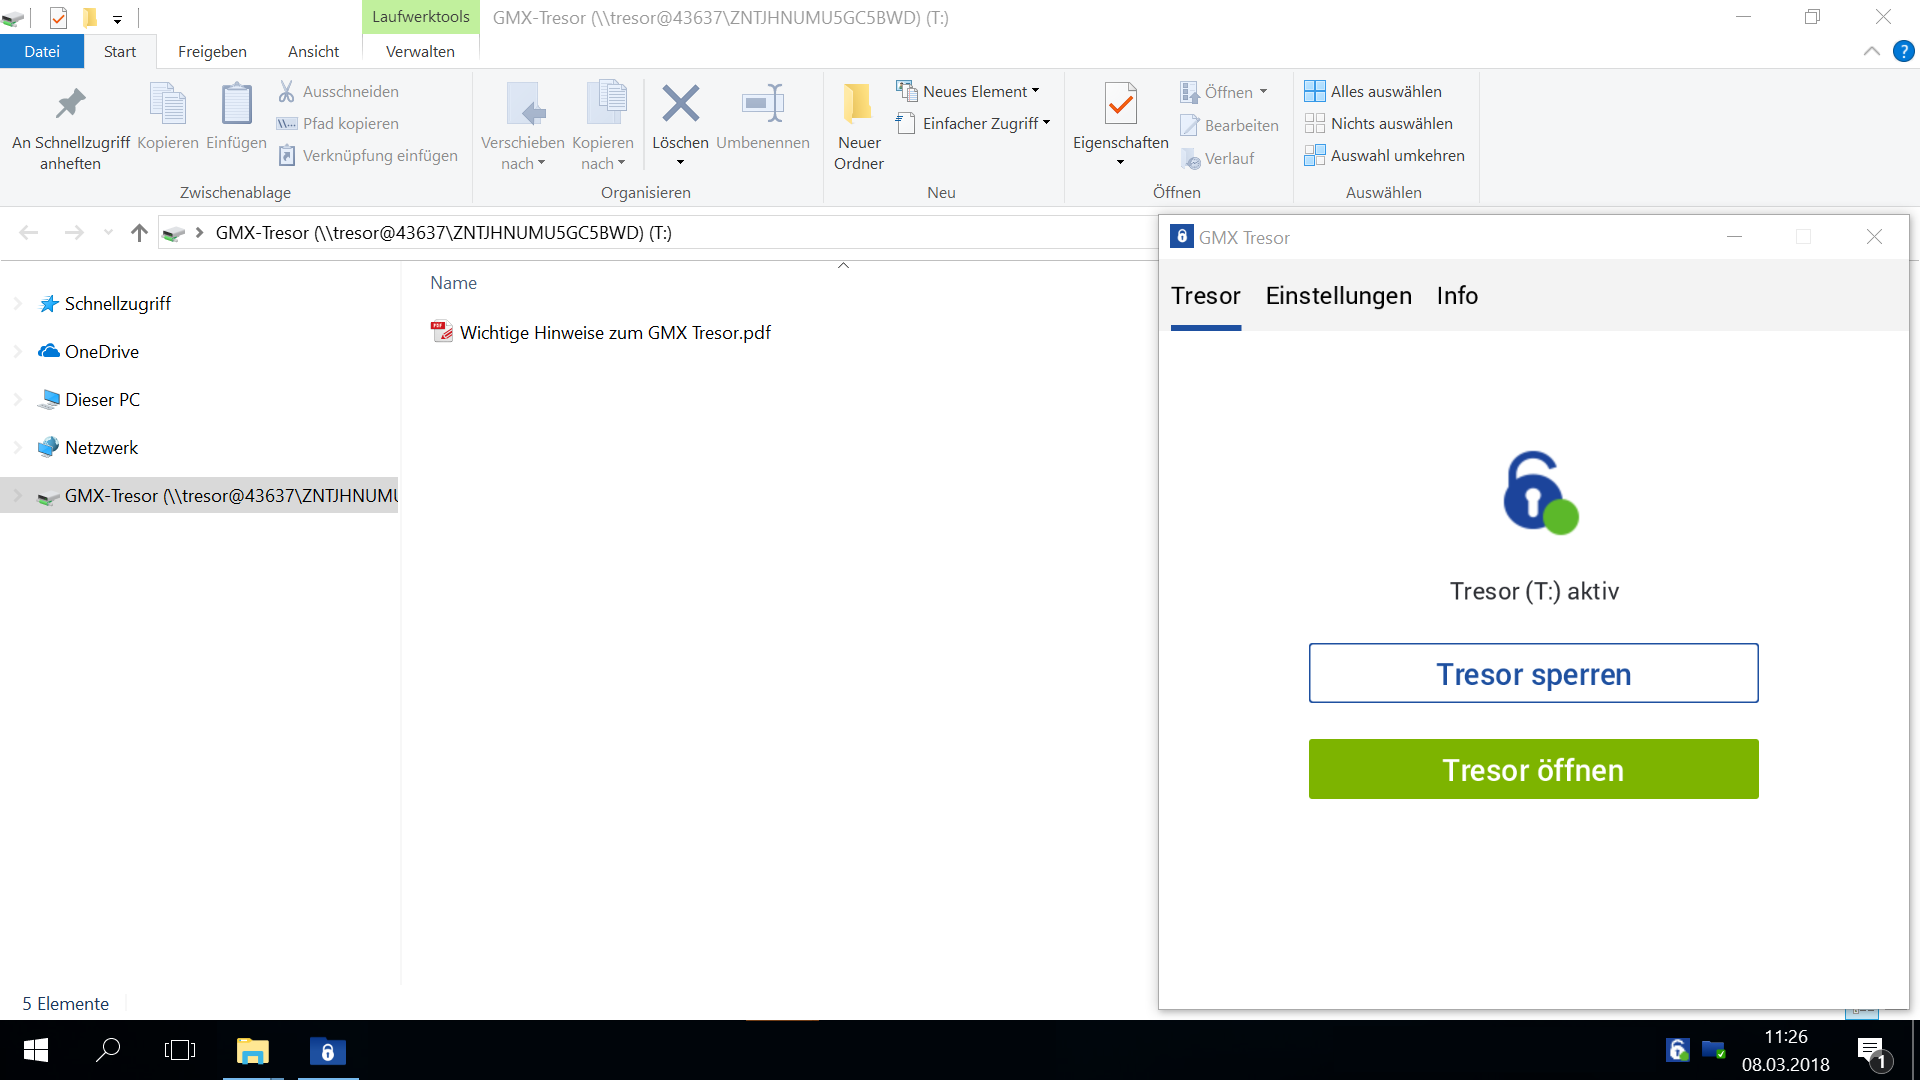 Laufwerktools
GMX-Tresor (\\tresor@43637\ZNTJHNUMU5GC5BWD) (T:)
Datei
Start
Freigeben
Ansicht
Verwalten
?
An Schnellzugriff
anheften
Kopieren
Einfügen
Ausschneiden
Pfad kopieren
Verknüpfung einfügen
Zwischenablage
Verschieben
nach
Kopieren
nach
Löschen
Umbenennen
Organisieren
Neuer
Ordner
Neues Element
Einfacher Zugriff
Neu
Eigenschaften
Öffnen
Bearbeiten
Verlauf
Öffnen
Alles auswählen
Nichts auswählen
Auswahl umkehren
Auswählen
GMX-Tresor (\\tresor@43637\ZNTJHNUMU5GC5BWD) (T:)
Schnellzugriff
OneDrive
Dieser PC
Netzwerk
GMX-Tresor (\\tresor@43637\ZNTJHNUMU
Name
Wichtige Hinweise zum GMX Tresor.pdf
5 Elemente
GMX Tresor
Tresor
Einstellungen
Info
Tresor (T:) aktiv
Tresor sperren
Tresor öffnen
11:26
08.03.2018
1